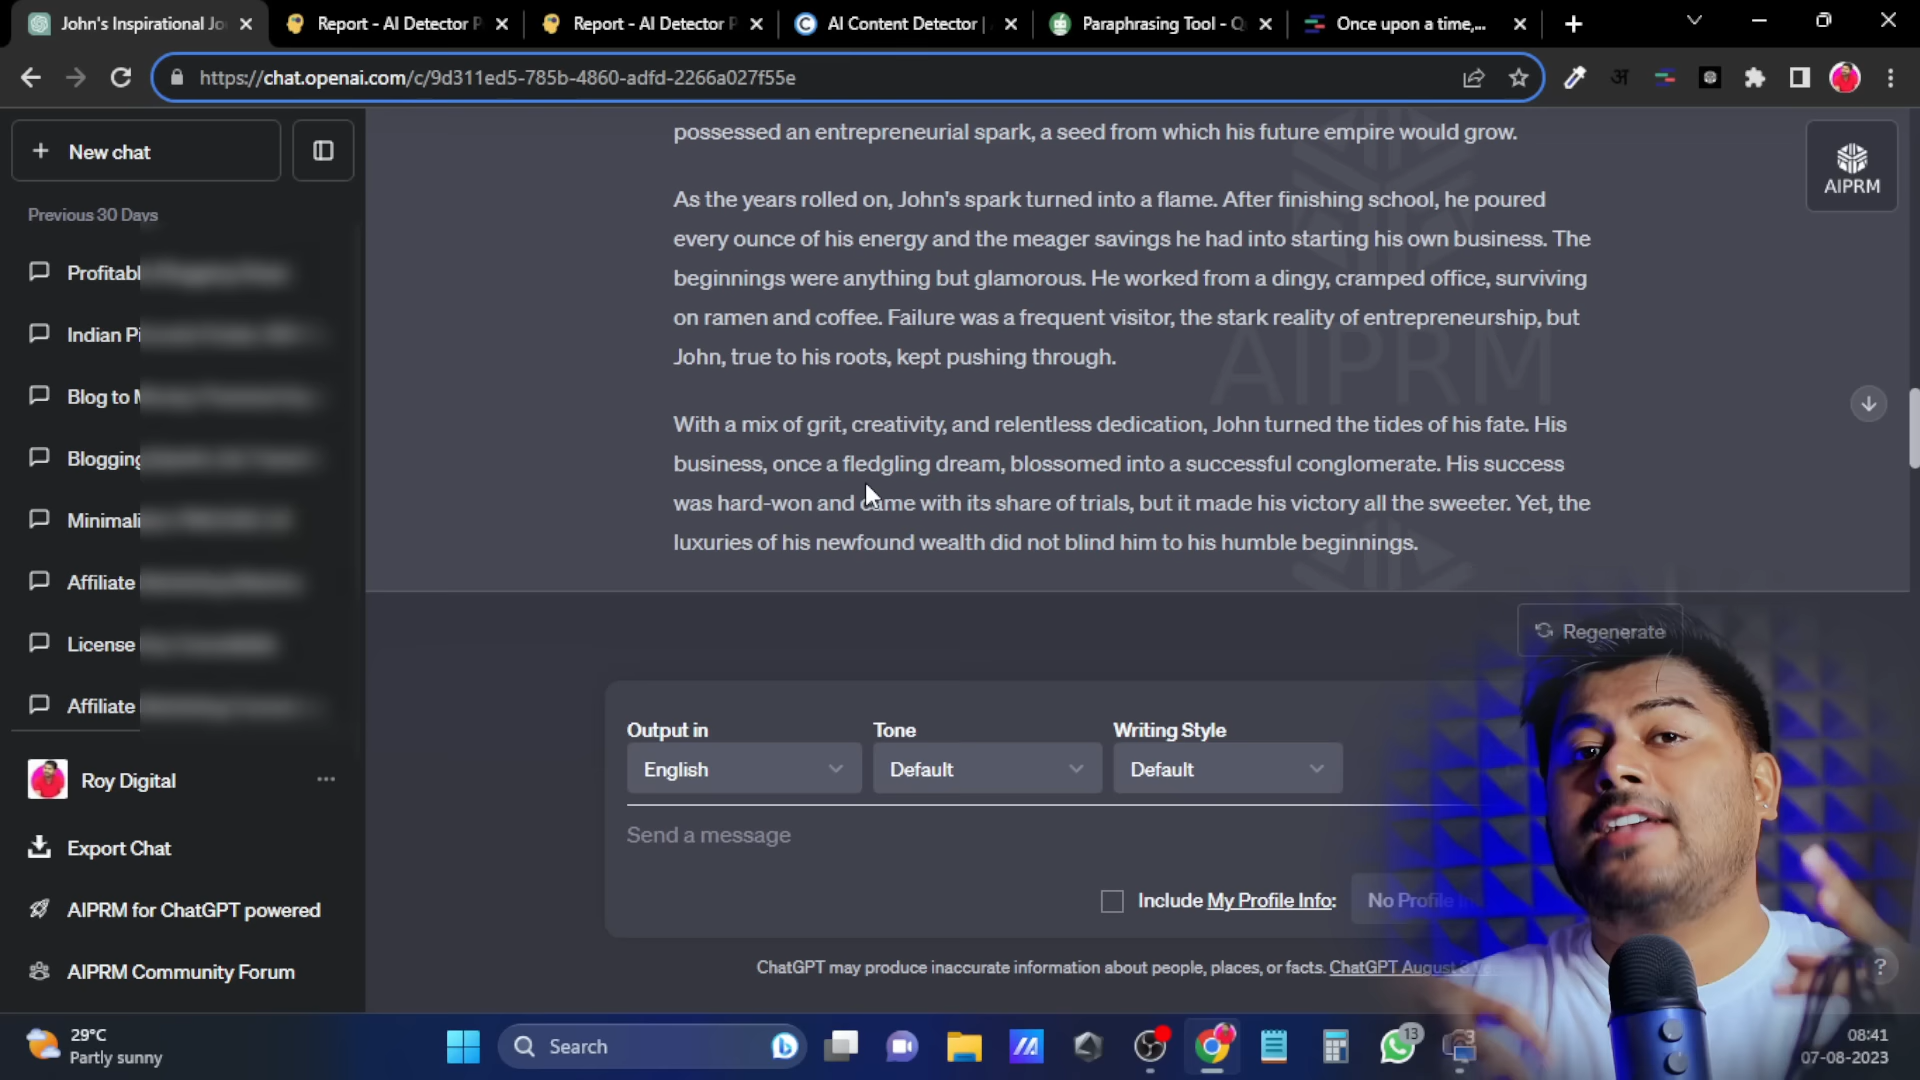 John's Inspirational Jo
Report - AI Detector P
Report - AI Detector P
AI Content Detector |
Paraphrasing Tool - Q
Once upon a time,...
https://chat.openai.com/c/9d311ed5-785b-4860-adfd-2266a027f55e
New chat
Previous 30 Days
Profitabl
Indian Pi
Blog to M
Blogging
Minimali
Affiliate
License
Affiliate
Roy Digital
Export Chat
AIPRM for ChatGPT powered
AIPRM Community Forum
possessed an entrepreneurial spark, a seed from which his future empire would grow.
As the years rolled on, John's spark turned into a flame. After finishing school, he poured
every ounce of his energy and the meager savings he had into starting his own business. The
beginnings were anything but glamorous. He worked from a dingy, cramped office, surviving
on ramen and coffee. Failure was a frequent visitor, the stark reality of entrepreneurship, but
John, true to his roots, kept pushing through.
With a mix of grit, creativity, and relentless dedication, John turned the tides of his fate. His
business, once a fledgling dream, blossomed into a successful conglomerate. His success
was hard-won and came with its share of trials, but it made his victory all the sweeter. Yet, the
luxuries of his newfound wealth did not blind him to his humble beginnings.
AIPRM
AIPRM
Regenerate
Output in
Tone
Writing Style
English
Default
Default
Send a message
Include My Profile Info:
No Profile
ChatGPT may produce inaccurate information about people, places, or facts. ChatGPT August 3
?
29°C
Partly sunny
Search
13
08:41
07-08-2023